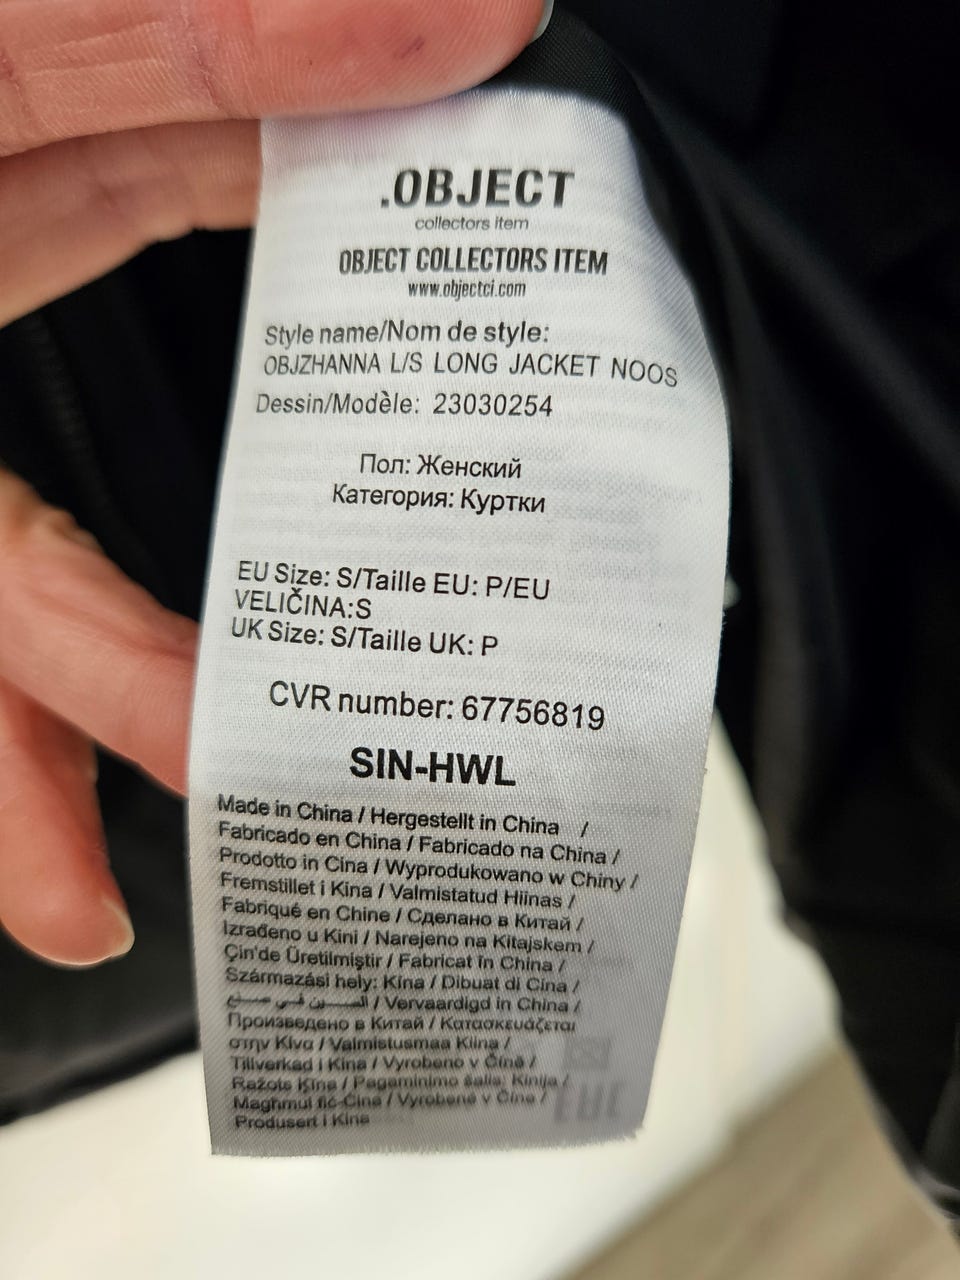 .OBJECT
collectors item
OBJECT COLLECTORS ITEM
www.objectci.com
Style name/Nom de style:
OBJZHANNA L/S LONG JACKET NOOS
Dessin/Modèle: 23030254
Пол: Женский
Категория: Куртки
EU Size: S/Taille EU: P/EU
VELIČINA:S
UK Size: S/Taille UK: P
CVR number: 67756819
SIN-HWL
Made in China / Hergestellt in China /
Fabricado en China / Fabricado na China /
Prodotto in Cina / Wyprodukowano w Chiny /
Fremstillet i Kina / Valmistatud Hiinas /
Fabriqué en Chine / Сделано в Китай /
Izrađeno u Kini / Narejeno na Kitajskem /
Çin'de Üretilmiştir / Fabricat în China /
Származási hely: Kína / Dibuat di Cina /
/ Vervaardigd in China /
Произведено в Китай / Κατασκευάζεται
στην Κίνα / Valmistusmaa Kiina /
Tillverkad i Kina / Vyrobeno v Číně /
Ražots Ķīna / Pagaminimo šalis: Kinija /
Magħmul fiċ-Ċina / Vyrobené v Číne /
Produsert i Kina
EAC